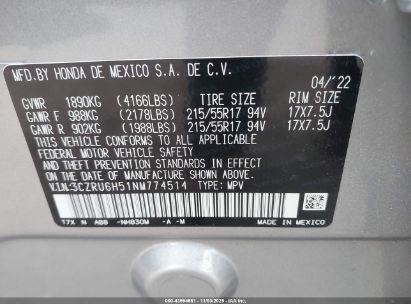 MFD.BY HONDA DE MEXICO S.A. DE C.V.
04/'22
GVWR 1890KG (4166LBS) TIRE SIZE RIM SIZE
GAWR F 988KG (2178LBS) 215/55R17 94V 17X7.5J
GAWR R 902KG (1988LBS) 215/55R17 94V 17X7.5J
THIS VEHICLE CONFORMS TO ALL APPLICABLE
FEDERAL MOTOR VEHICLE SAFETY, BUMPER,
AND THEFT PREVENTION STANDARDS IN EFFECT
ON THE DATE OF MANUFACTURE SHOWN ABOVE.
V.I.N.:3CZRU6H51NM774514 TYPE: MPV
NH830M -A -M
MADE IN MEXICO